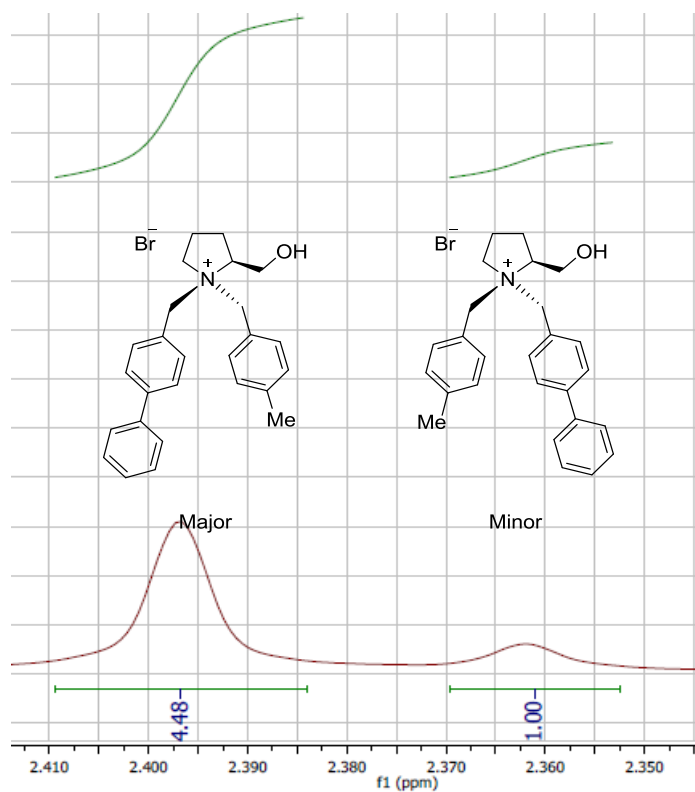 Br− Br−
OH OH
+ +
N N
Me
Me
Major Minor
4.48 1.00
2.410 2.400 2.390 2.380 2.370 2.360 2.350
f1 (ppm)